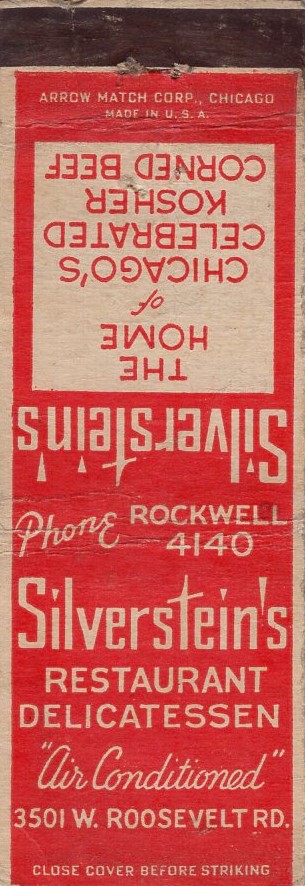 ARROW MATCH CORP., CHICAGO
MADE IN U.S.A.
Silverstein's
THE
HOME
of
CHICAGO'S
CELEBRATED
KOSHER
CORNED BEEF
Phone ROCKWELL
4140
Silverstein's
RESTAURANT
DELICATESSEN
"Air Conditioned"
3501 W. ROOSEVELT RD.
CLOSE COVER BEFORE STRIKING